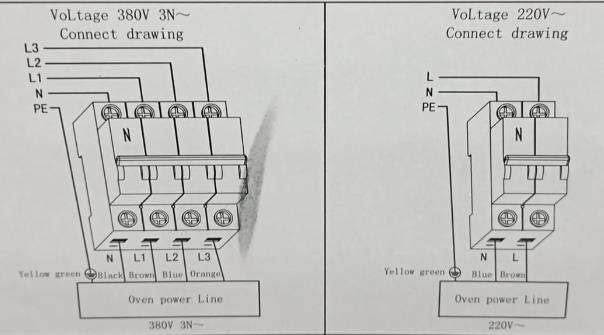 VoLtage 380V 3N～
Connect drawing
L3
L2
L1
N
PE
N
N L1 L2 L3
Yellow green Black Brown Blue Orange
Oven power Line
380V 3N～
VoLtage 220V～
Connect drawing
L
N
PE
N
N L
Yellow green Blue Brown
Oven power Line
220V～